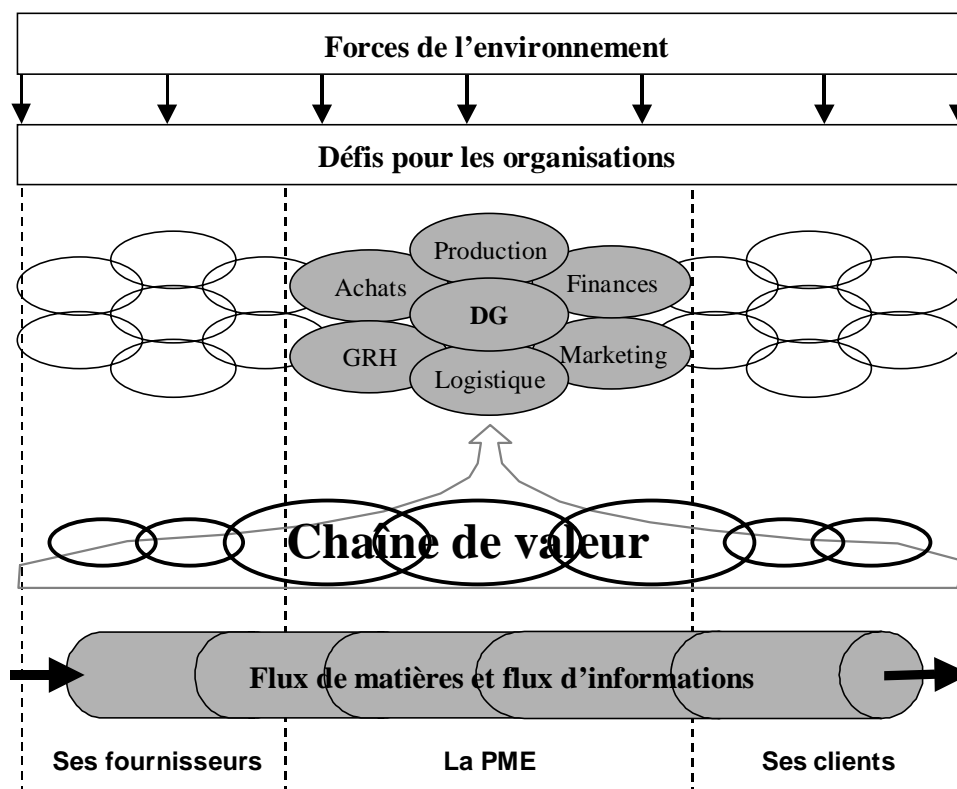 Forces de l'environnement
Défis pour les organisations
Production
Achats
Finances
DG
GRH
Marketing
Logistique
Chaîne de valeur
Flux de matières et flux d'informations
Ses fournisseurs
La PME
Ses clients